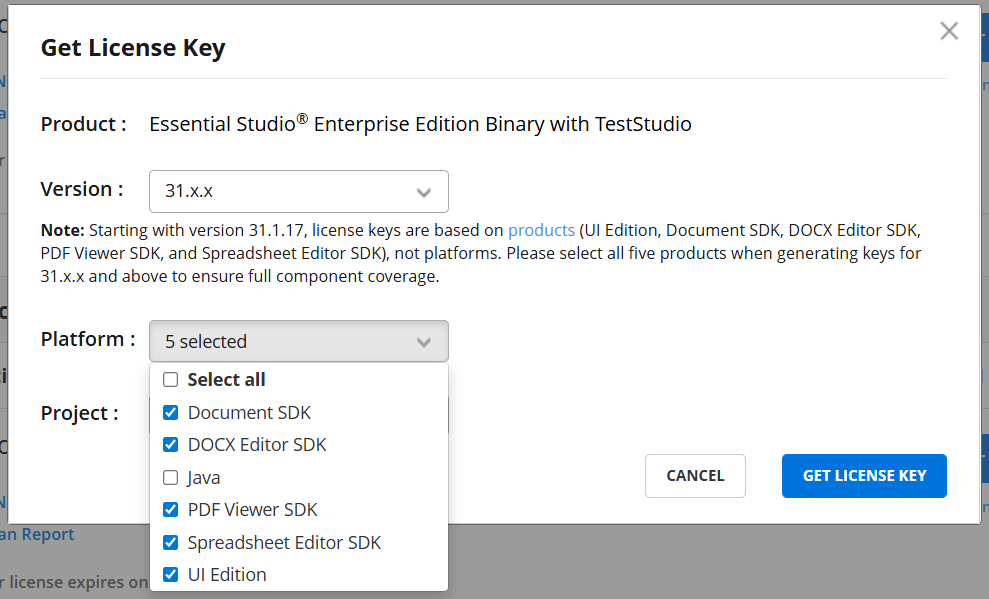 Get License Key
Product : Essential Studio® Enterprise Edition Binary with TestStudio
Version : 31.x.x
Note: Starting with version 31.1.17, license keys are based on products (UI Edition, Document SDK, DOCX Editor SDK,
PDF Viewer SDK, and Spreadsheet Editor SDK), not platforms. Please select all five products when generating keys for
31.x.x and above to ensure full component coverage.
Platform : 5 selected
Select all
Document SDK
Project :
DOCX Editor SDK
Java
CANCEL GET LICENSE KEY
PDF Viewer SDK
an Report
Spreadsheet Editor SDK
UI Edition
r license expires on